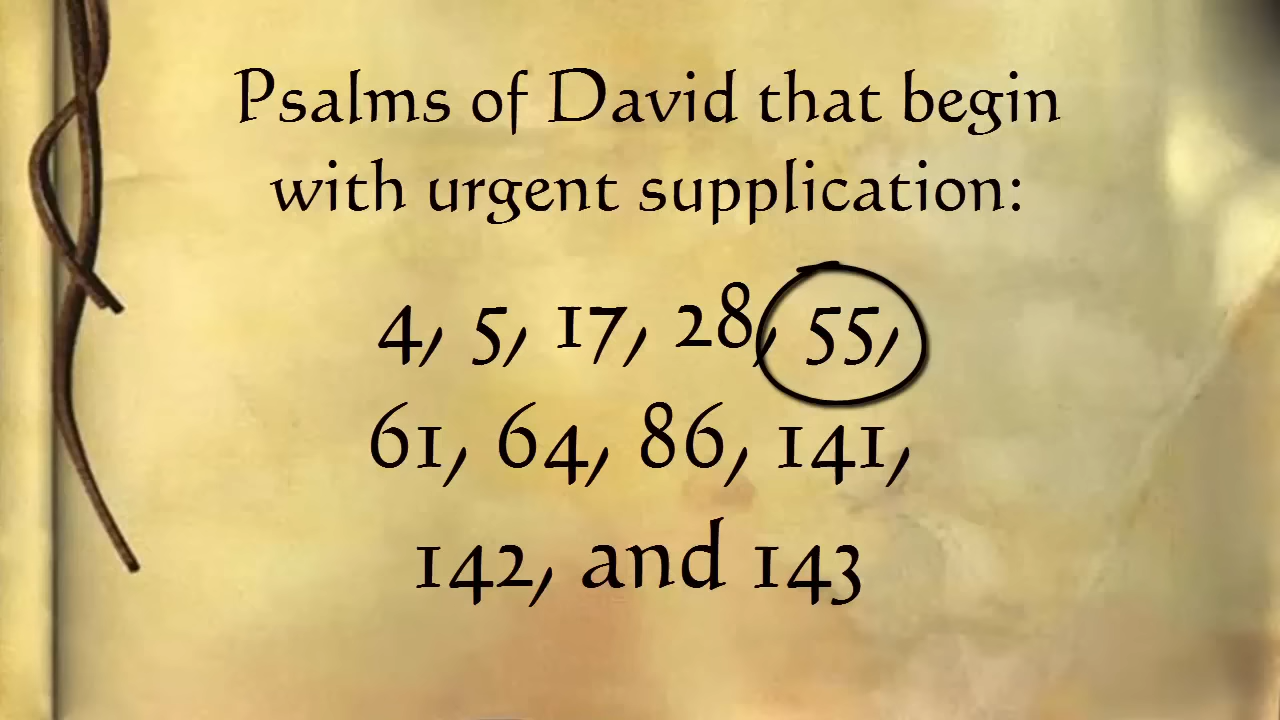 Psalms of David that begin
with urgent supplication:
4, 5, 17, 28, 55,
61, 64, 86, 141,
142, and 143